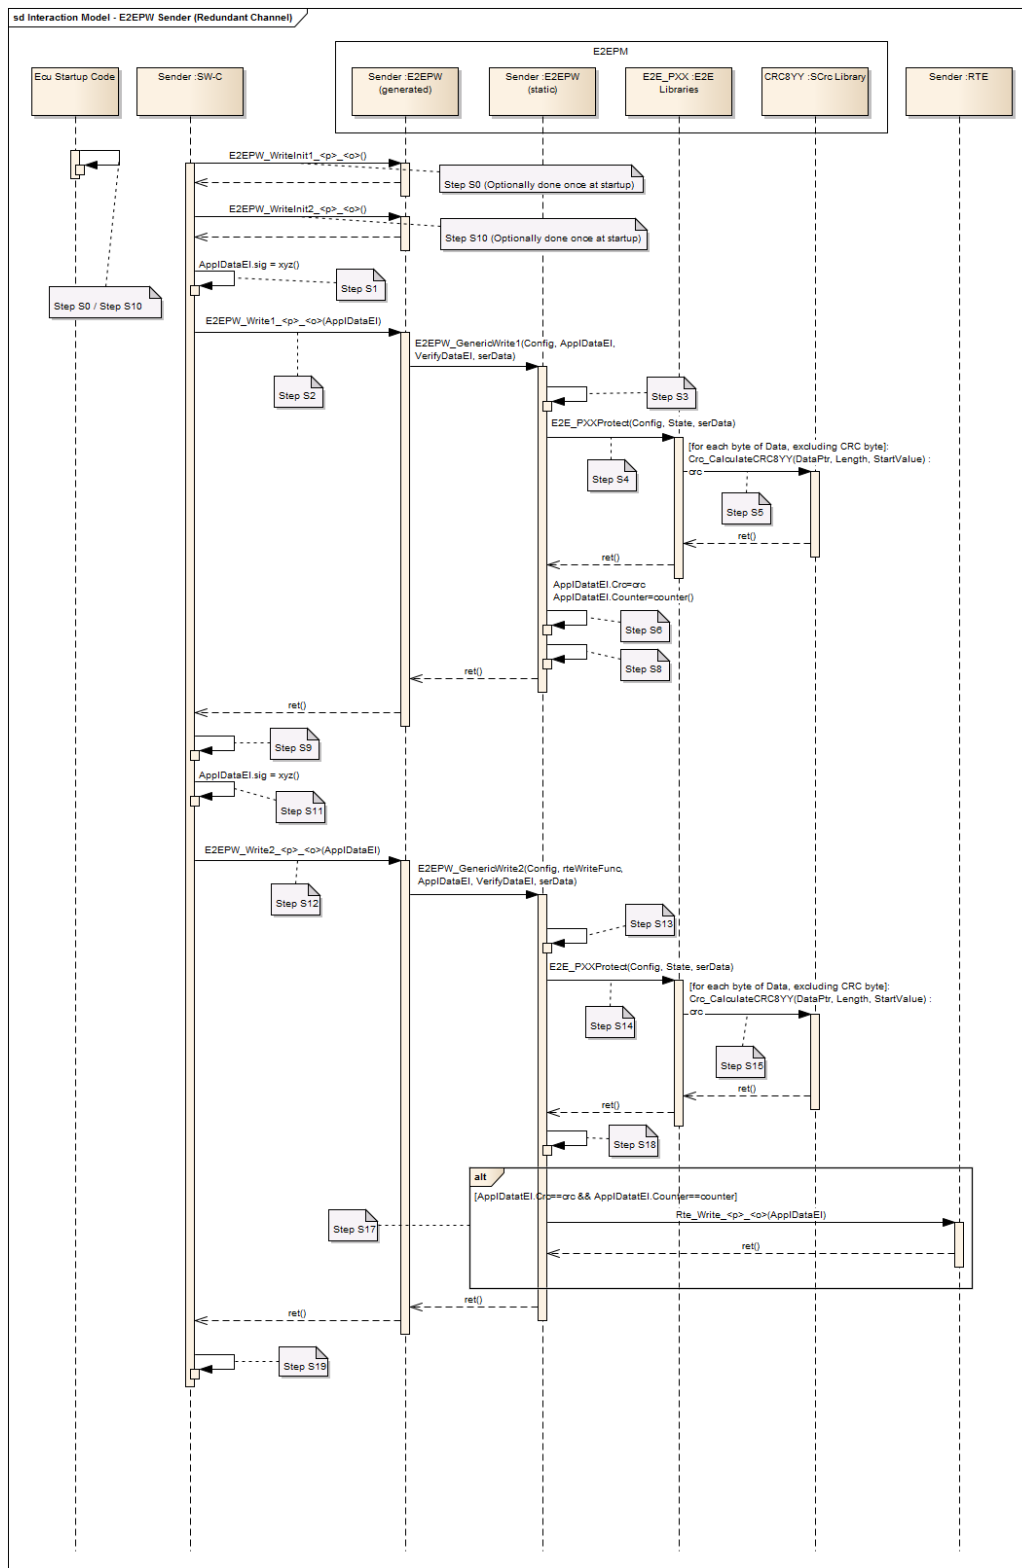 sd Interaction Model - E2EPW Sender (Redundant Channel)
E2EPM
Ecu Startup Code
Sender :SW-C
Sender :E2EPW
(generated)
Sender :E2EPW
(static)
E2E_PXX :E2E
Libraries
CRC8YY :SCrc Library
Sender :RTE
E2EPW_WriteInit1_<p>_<o>()
Step S0 (Optionally done once at startup)
E2EPW_WriteInit2_<p>_<o>()
Step S10 (Optionally done once at startup)
ApplDataEl.sig = xyz()
Step S1
Step S0 / Step S10
E2EPW_Write1_<p>_<o>(ApplDataEl)
E2EPW_GenericWrite1(Config, ApplDataEl,
VerifyDataEl, serData)
Step S2
Step S3
E2E_PXXProtect(Config, State, serData)
[for each byte of Data, excluding CRC byte]:
Crc_CalculateCRC8YY(DataPtr, Length, StartValue) :
crc
Step S4
Step S5
ret()
ret()
ApplDatatEl.Crc=crc
ApplDatatEl.Counter=counter()
Step S6
Step S8
ret()
ret()
Step S9
ApplDataEl.sig = xyz()
Step S11
E2EPW_Write2_<p>_<o>(ApplDataEl)
E2EPW_GenericWrite2(Config, rteWriteFunc,
ApplDataEl, VerifyDataEl, serData)
Step S12
Step S13
E2E_PXXProtect(Config, State, serData)
[for each byte of Data, excluding CRC byte]:
Crc_CalculateCRC8YY(DataPtr, Length, StartValue) :
crc
Step S14
Step S15
ret()
ret()
Step S18
alt
[ApplDatatEl.Crc==crc && ApplDatatEl.Counter==counter]
Rte_Write_<p>_<o>(ApplDataEl)
Step S17
ret()
ret()
ret()
Step S19